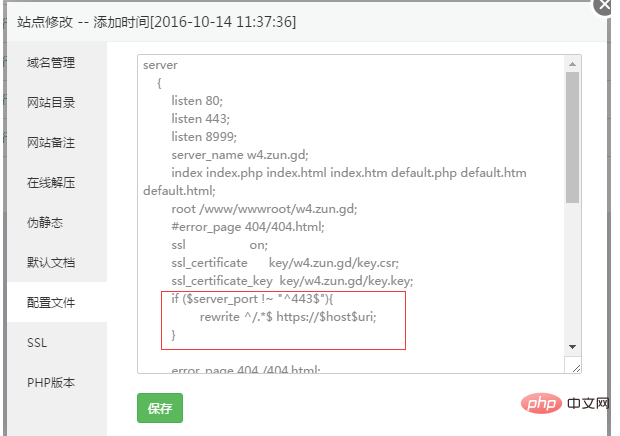 站点修改 -- 添加时间[2016-10-14 11:37:36]
域名管理
网站目录
网站备注
在线解压
伪静态
默认文档
配置文件
SSL
PHP版本
server
{
listen 80;
listen 443;
listen 8999;
server_name w4.zun.gd;
index index.php index.html index.htm default.php default.htm
default.html;
root /www/wwwroot/w4.zun.gd;
#error_page 404/404.html;
ssl on;
ssl_certificate key/w4.zun.gd/key.csr;
ssl_certificate_key key/w4.zun.gd/key.key;
if ($server_port !~ "^443$"){
rewrite ^/.*$ https://$host$uri;
}
error_page 404 /404.html;
保存
php 中文网